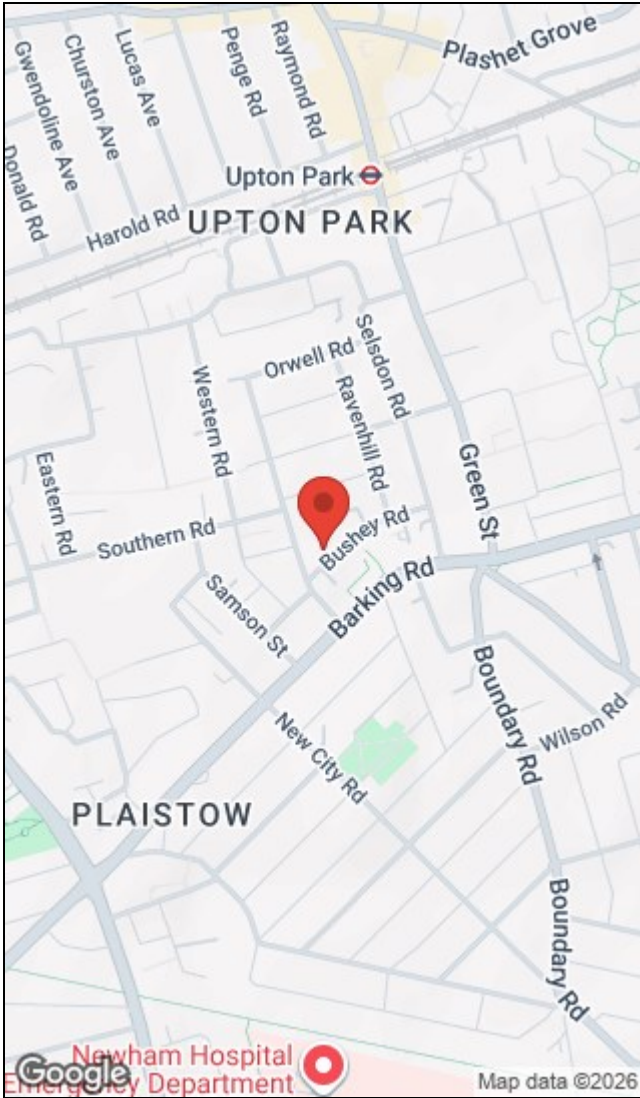 Plashet Grove
Raymond Rd
Penge Rd
Lucas Ave
Churston Ave
Gwendoline Ave
Donald Rd
Upton Park
Harold Rd
UPTON PARK
Selsdon Rd
Orwell Rd
Western Rd
Ravenhill Rd
Green St
Eastern Rd
Southern Rd
Bushey Rd
Barking Rd
Samson St
Boundary Rd
Wilson Rd
New City Rd
PLAISTOW
Boundary Rd
Newham Hospital
Emergency Department
Google
Map data ©2026